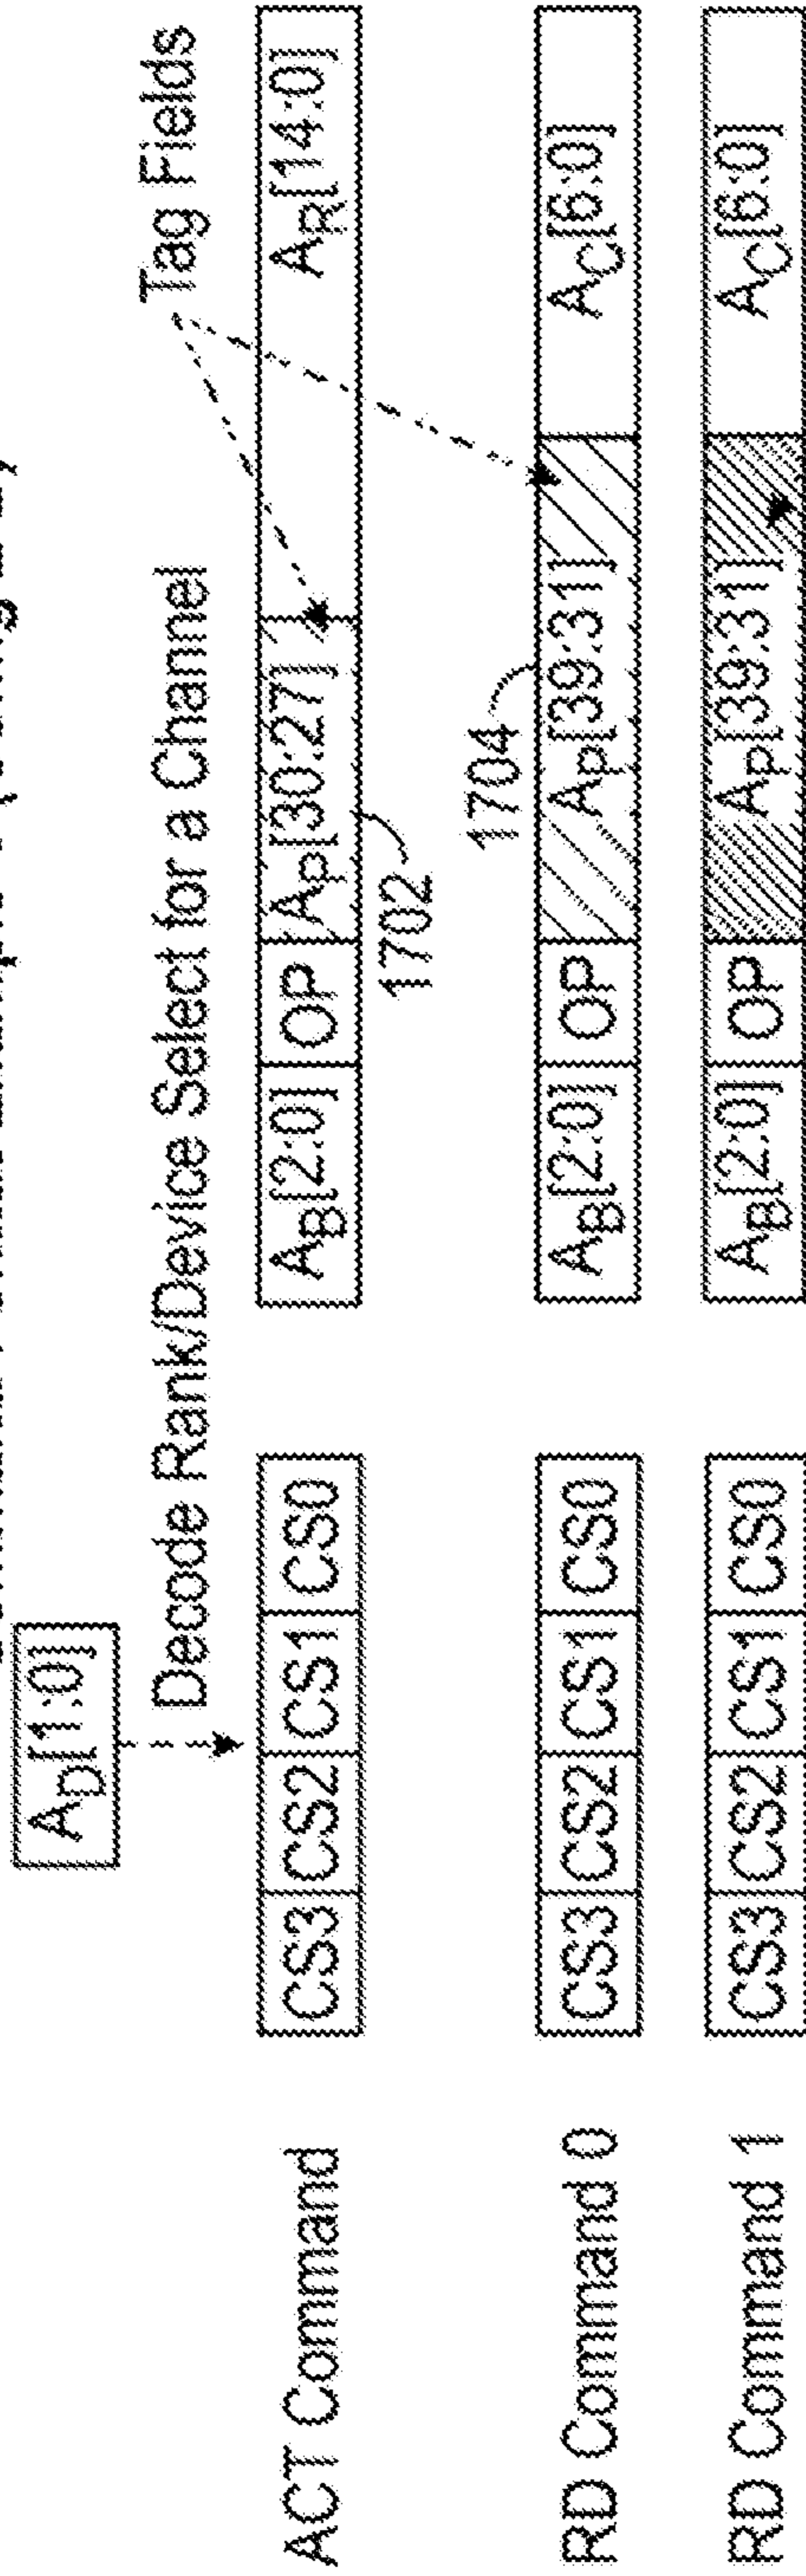 A_D[1:0]
Decode Rank/Device Select for a Channel
Tag Fields
ACT Command CS3 CS2 CS1 CS0 A_B[2:0] OP A_P[30:27] A_R[14:0]
1702
1704
RD Command 0 CS3 CS2 CS1 CS0 A_B[2:0] OP A_P[39:31] A_C[6:0]
RD Command 1 CS3 CS2 CS1 CS0 A_B[2:0] OP A_P[39:31] A_C[6:0]